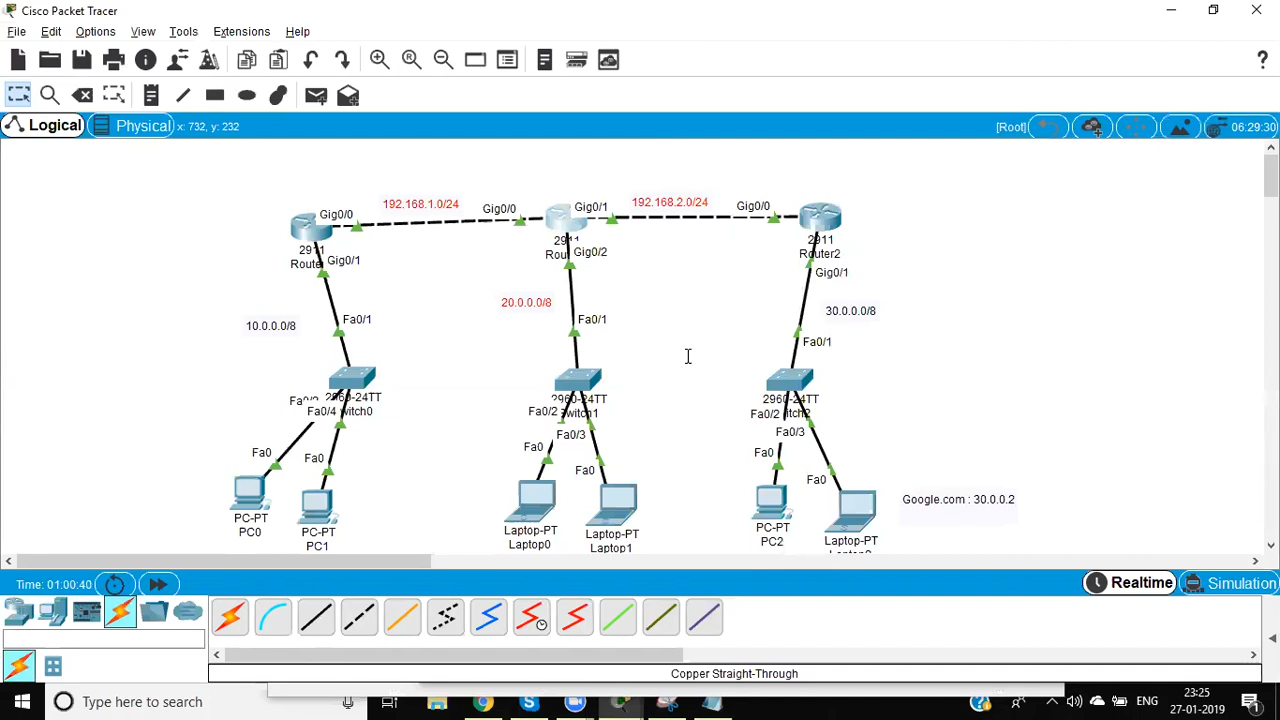 Cisco Packet Tracer
File Edit Options View Tools Extensions Help
Logical Physical x: 732, y: 232 [Root] 06:29:30
192.168.1.0/24 192.168.2.0/24
Gig0/0 Gig0/0 Gig0/1 Gig0/0
2911 2911
Router2
Gig0/1 Gig0/2 Gig0/1
20.0.0.0/8 30.0.0.0/8
10.0.0.0/8 Fa0/1 Fa0/1
Fa0/1
2960-24TT 2960-24TT 2960-24TT
Fa0/4 Fa0/2 Fa0/2
Fa0/3 Fa0/3
Fa0 Fa0 Fa0 Fa0 Fa0 Fa0
Google.com : 30.0.0.2
PC-PT PC-PT Laptop-PT Laptop-PT PC-PT Laptop-PT
PC0 PC1 Laptop0 Laptop1 PC2
Time: 01:00:40 Realtime Simulation
Copper Straight-Through
Type here to search
ENG 23:25
27-01-2019